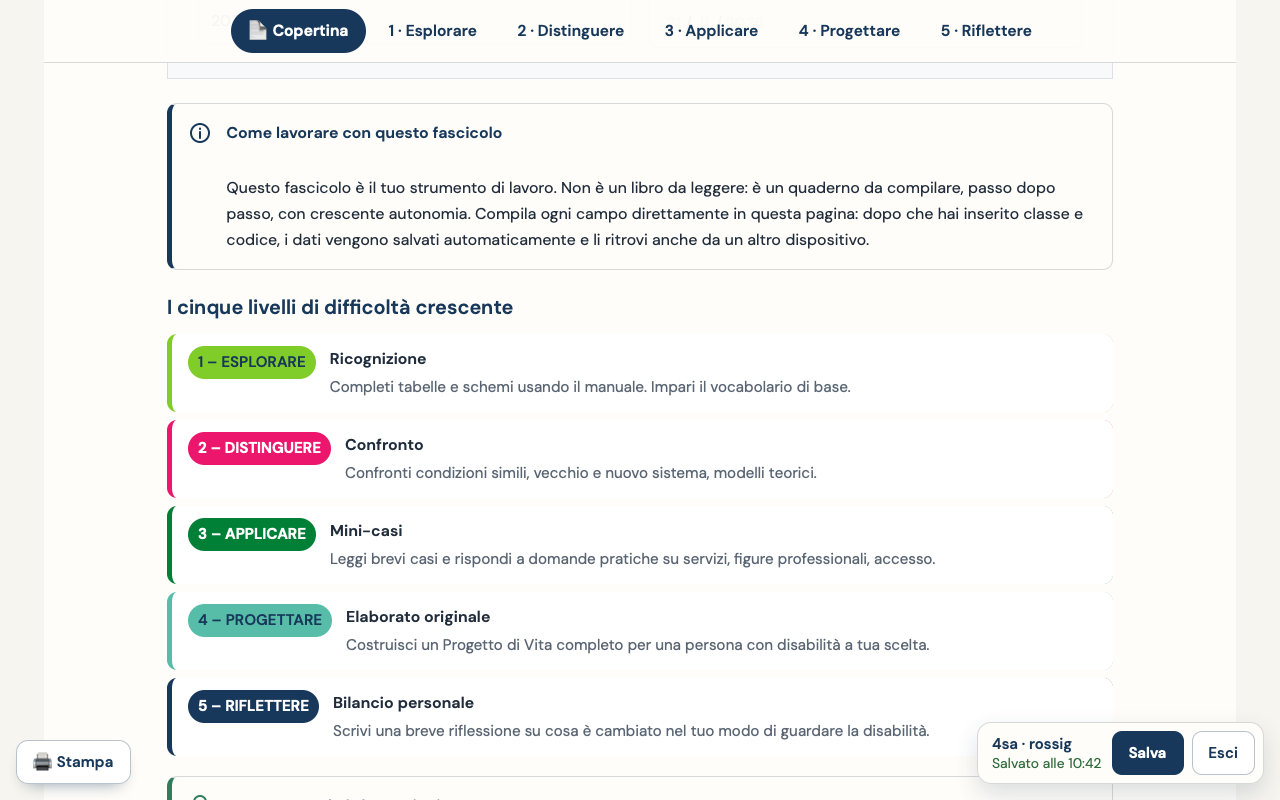 Copertina
1 · Esplorare
2 · Distinguere
3 · Applicare
4 · Progettare
5 · Riflettere
Come lavorare con questo fascicolo
Questo fascicolo è il tuo strumento di lavoro. Non è un libro da leggere: è un quaderno da compilare, passo dopo
passo, con crescente autonomia. Compila ogni campo direttamente in questa pagina: dopo che hai inserito classe e
codice, i dati vengono salvati automaticamente e li ritrovi anche da un altro dispositivo.
I cinque livelli di difficoltà crescente
1 – ESPLORARE
Ricognizione
Completi tabelle e schemi usando il manuale. Impari il vocabolario di base.
2 – DISTINGUERE
Confronto
Confronti condizioni simili, vecchio e nuovo sistema, modelli teorici.
3 – APPLICARE
Mini-casi
Leggi brevi casi e rispondi a domande pratiche su servizi, figure professionali, accesso.
4 – PROGETTARE
Elaborato originale
Costruisci un Progetto di Vita completo per una persona con disabilità a tua scelta.
5 – RIFLETTERE
Bilancio personale
Scrivi una breve riflessione su cosa è cambiato nel tuo modo di guardare la disabilità.
Stampa
4sa · rossig
Salvato alle 10:42
Salva
Esci